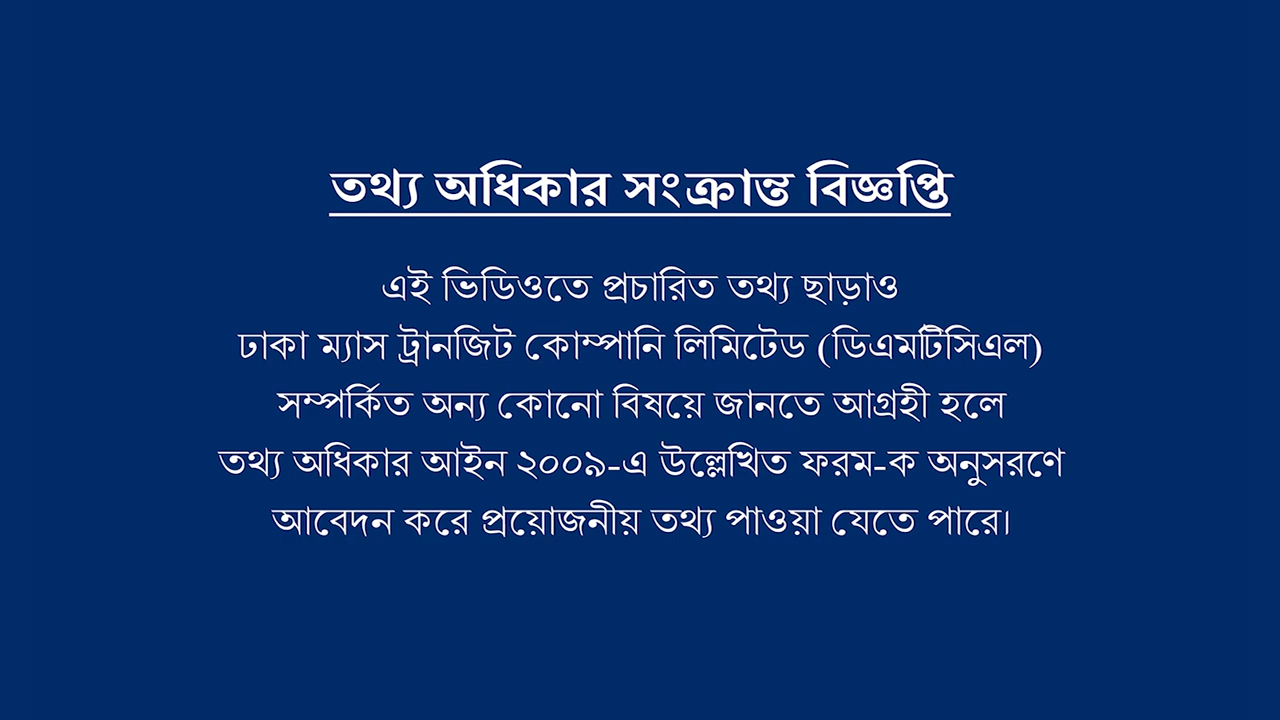 তথ্য অধিকার সংক্রান্ত বিজ্ঞপ্তি
এই ভিডিওতে প্রচারিত তথ্য ছাড়াও
ঢাকা ম্যাস ট্রানজিট কোম্পানি লিমিটেড (ডিএমটিসিএল)
সম্পর্কিত অন্য কোনো বিষয়ে জানতে আগ্রহী হলে
তথ্য অধিকার আইন ২০০৯-এ উল্লেখিত ফরম-ক অনুসরণে
আবেদন করে প্রয়োজনীয় তথ্য পাওয়া যেতে পারে।